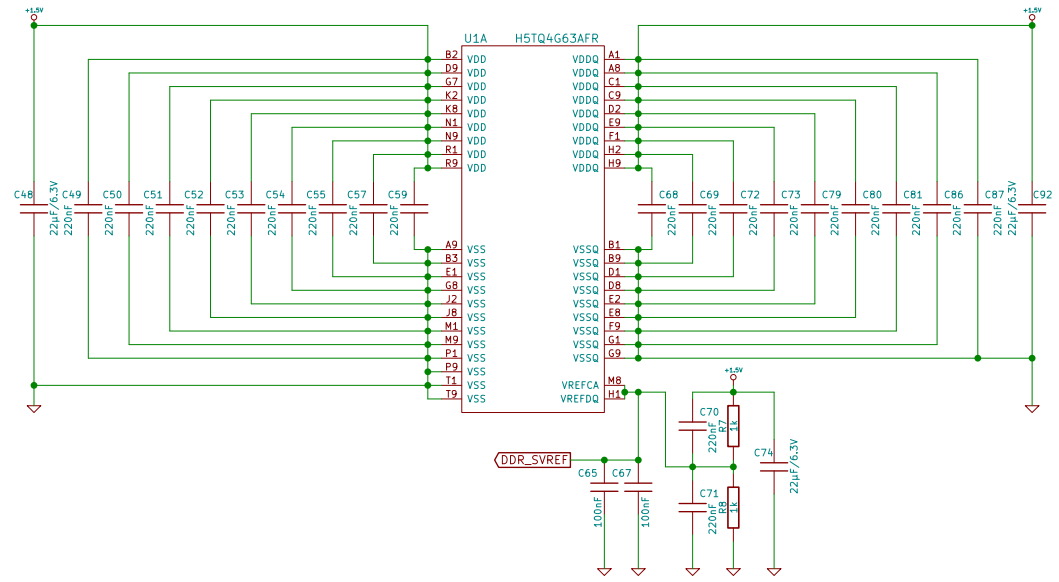 +1.5V
+1.5V
U1A H5TQ4G63AFR
B2 VDD VDDQ A1
D9 VDD VDDQ A8
G7 VDD VDDQ C1
K2 VDD VDDQ C9
K8 VDD VDDQ D2
N1 VDD VDDQ E9
N9 VDD VDDQ F1
R1 VDD VDDQ H2
R9 VDD VDDQ H9
C48 C49 C50 C51 C52 C53 C54 C55 C57 C59 C68 C69 C72 C73 C79 C80 C81 C86 C87 C92
22µF/6.3V 220nF 220nF 220nF 220nF 220nF 220nF 220nF 220nF 220nF 220nF 220nF 220nF 220nF 220nF 220nF 220nF 220nF 220nF 22µF/6.3V
A9 VSS VSSQ B1
B3 VSS VSSQ B9
E1 VSS VSSQ D1
G8 VSS VSSQ D8
J2 VSS VSSQ E2
J8 VSS VSSQ E8
M1 VSS VSSQ F9
M9 VSS VSSQ G1
P1 VSS VSSQ G9
P9 VSS
T1 VSS VREFCA M8
T9 VSS VREFDQ H1
+1.5V
C70
220nF
R7
1k
C74
22µF/6.3V
DDR_SVREF
C65
100nF
C67
100nF
C71
220nF
R8
1k